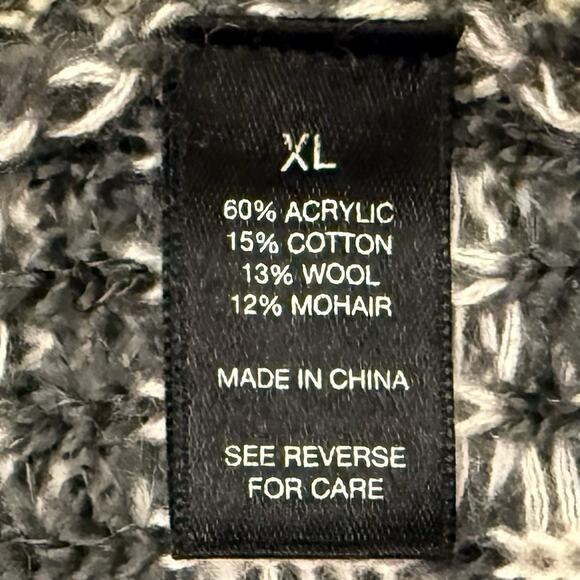 XL
60% ACRYLIC
15% COTTON
13% WOOL
12% MOHAIR
MADE IN CHINA
SEE REVERSE
FOR CARE